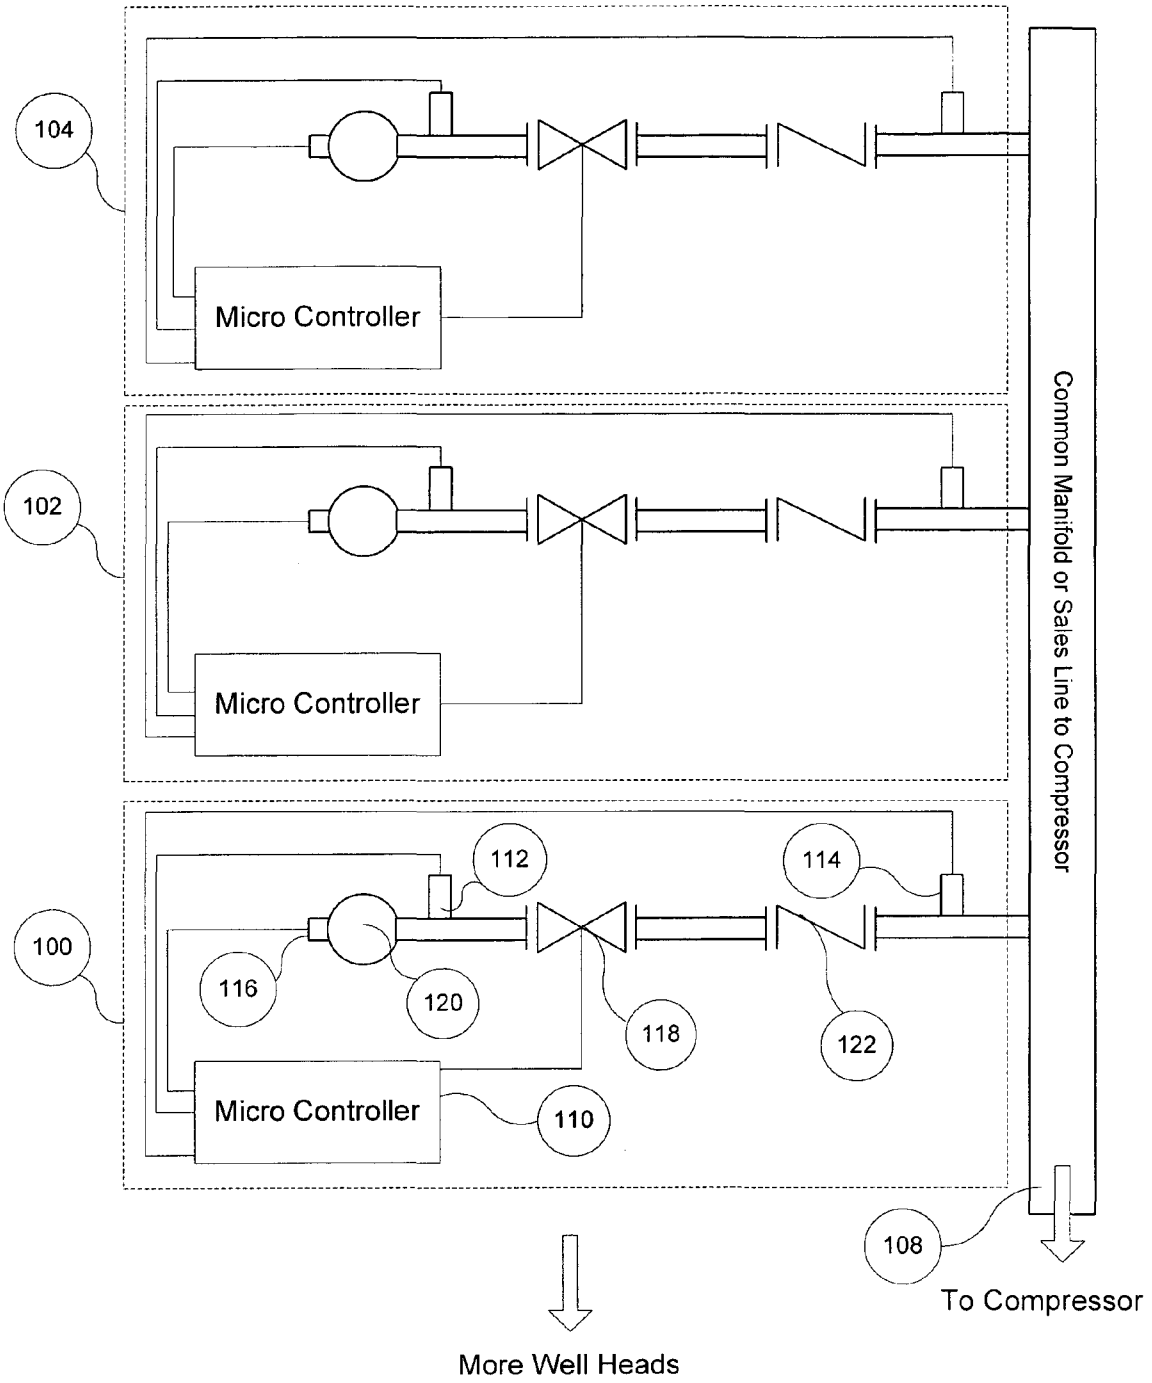 104
Micro Controller
102
Micro Controller
Common Manifold or Sales Line to Compressor
112
114
100
116
120
118
122
Micro Controller
110
108
To Compressor
More Well Heads